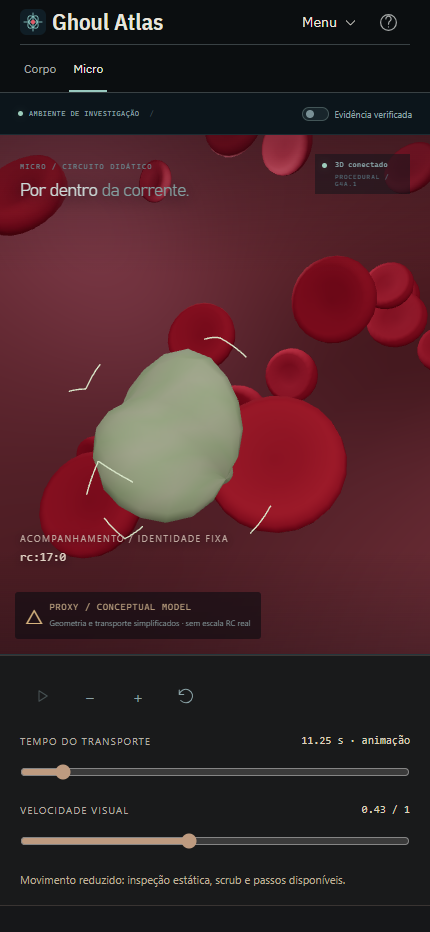 Ghoul Atlas
Menu
Corpo Micro
AMBIENTE DE INVESTIGAÇÃO /
Evidência verificada
MICRO / CIRCUITO DIDÁTICO
Por dentro da corrente.
3D conectado
PROCEDURAL /
G4A.1
ACOMPANHAMENTO / IDENTIDADE FIXA
rc:17:0
PROXY / CONCEPTUAL MODEL
Geometria e transporte simplificados · sem escala RC real
TEMPO DO TRANSPORTE 11.25 s · animação
VELOCIDADE VISUAL 0.43 / 1
Movimento reduzido: inspeção estática, scrub e passos disponíveis.